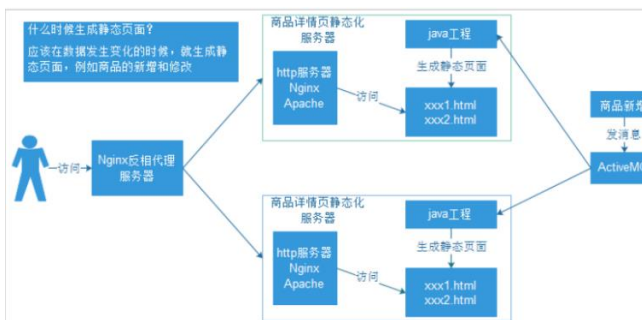 什么时候生成静态页面?
应该在数据发生变化的时候，就生成静
态页面，例如商品的新增和修改
商品详情页静态化
服务器
http服务器
Nginx
Apache
访问
java工程
生成静态页面
xxx1.html
xxx2.html
商品新增
发消息
ActiveMQ
访问
Nginx反相代理
服务器
商品详情页静态化
服务器
http服务器
Nginx
Apache
访问
java工程
生成静态页面
xxx1.html
xxx2.html